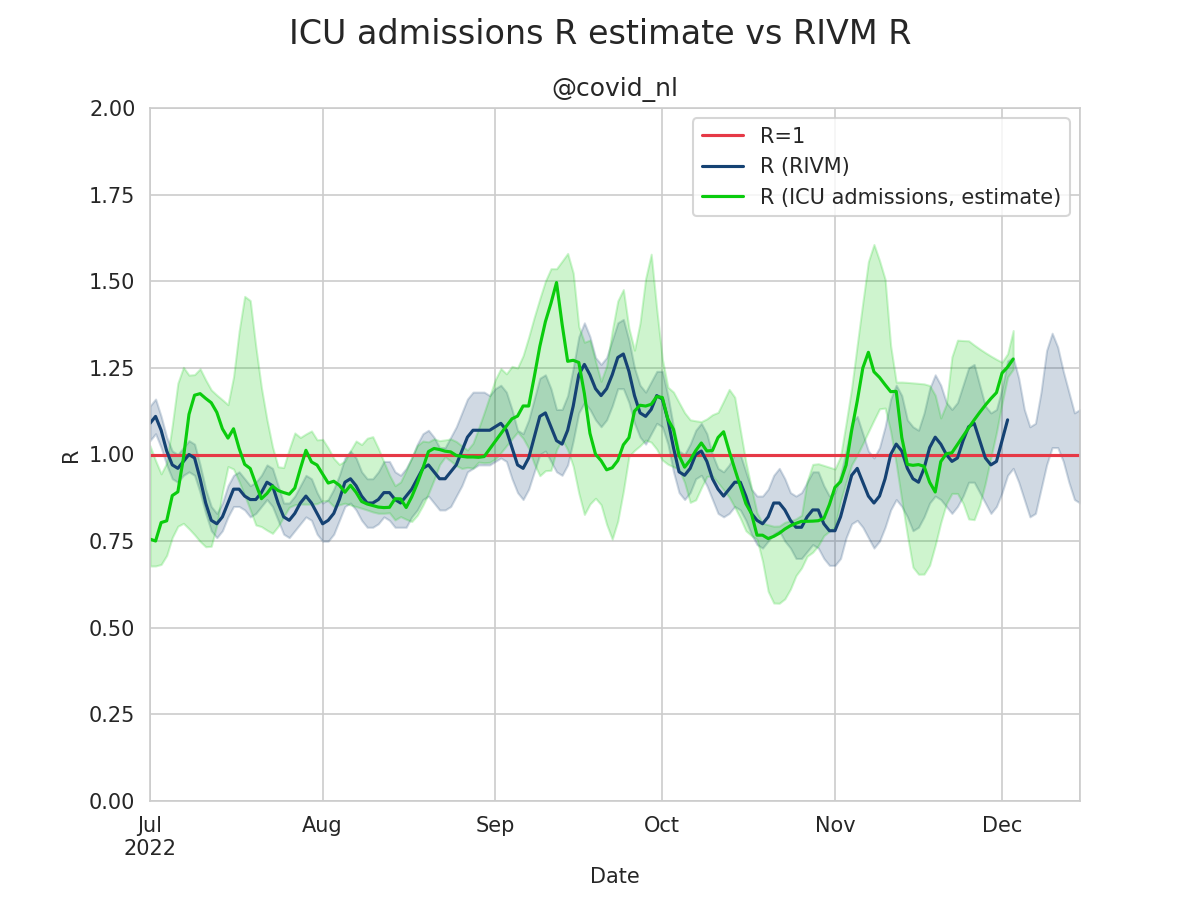 ICU admissions R estimate vs RIVM R
@covid_nl
2.00
1.75
1.50
1.25
1.00
0.75
0.50
0.25
0.00
R
R=1
R (RIVM)
R (ICU admissions, estimate)
Jul Aug Sep Oct Nov Dec
2022
Date